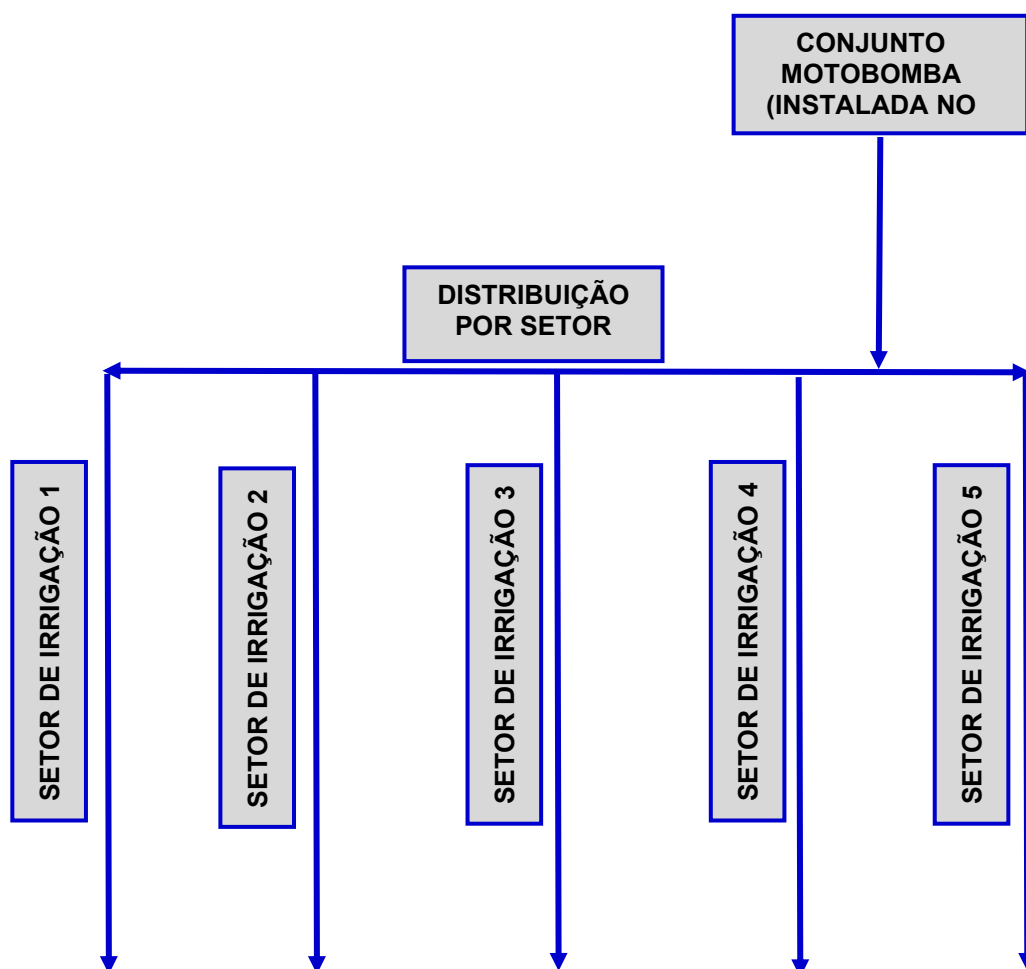 CONJUNTO
MOTOBOMBA
(INSTALADA NO
DISTRIBUIÇÃO
POR SETOR
SETOR DE IRRIGAÇÃO 1
SETOR DE IRRIGAÇÃO 2
SETOR DE IRRIGAÇÃO 3
SETOR DE IRRIGAÇÃO 4
SETOR DE IRRIGAÇÃO 5